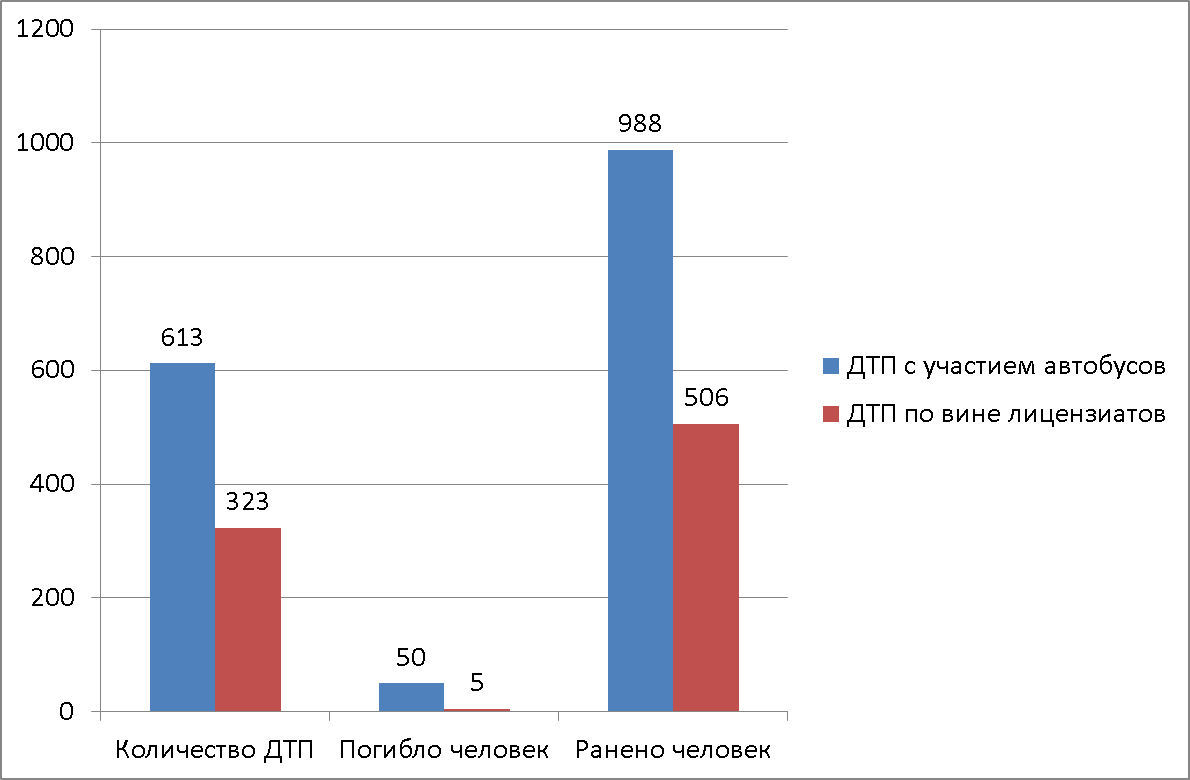 1200
1000
800
600
400
200
0
613
323
50
5
988
506
Количество ДТП
Погибло человек
Ранено человек
ДТП с участием автобусов
ДТП по вине лицензиатов